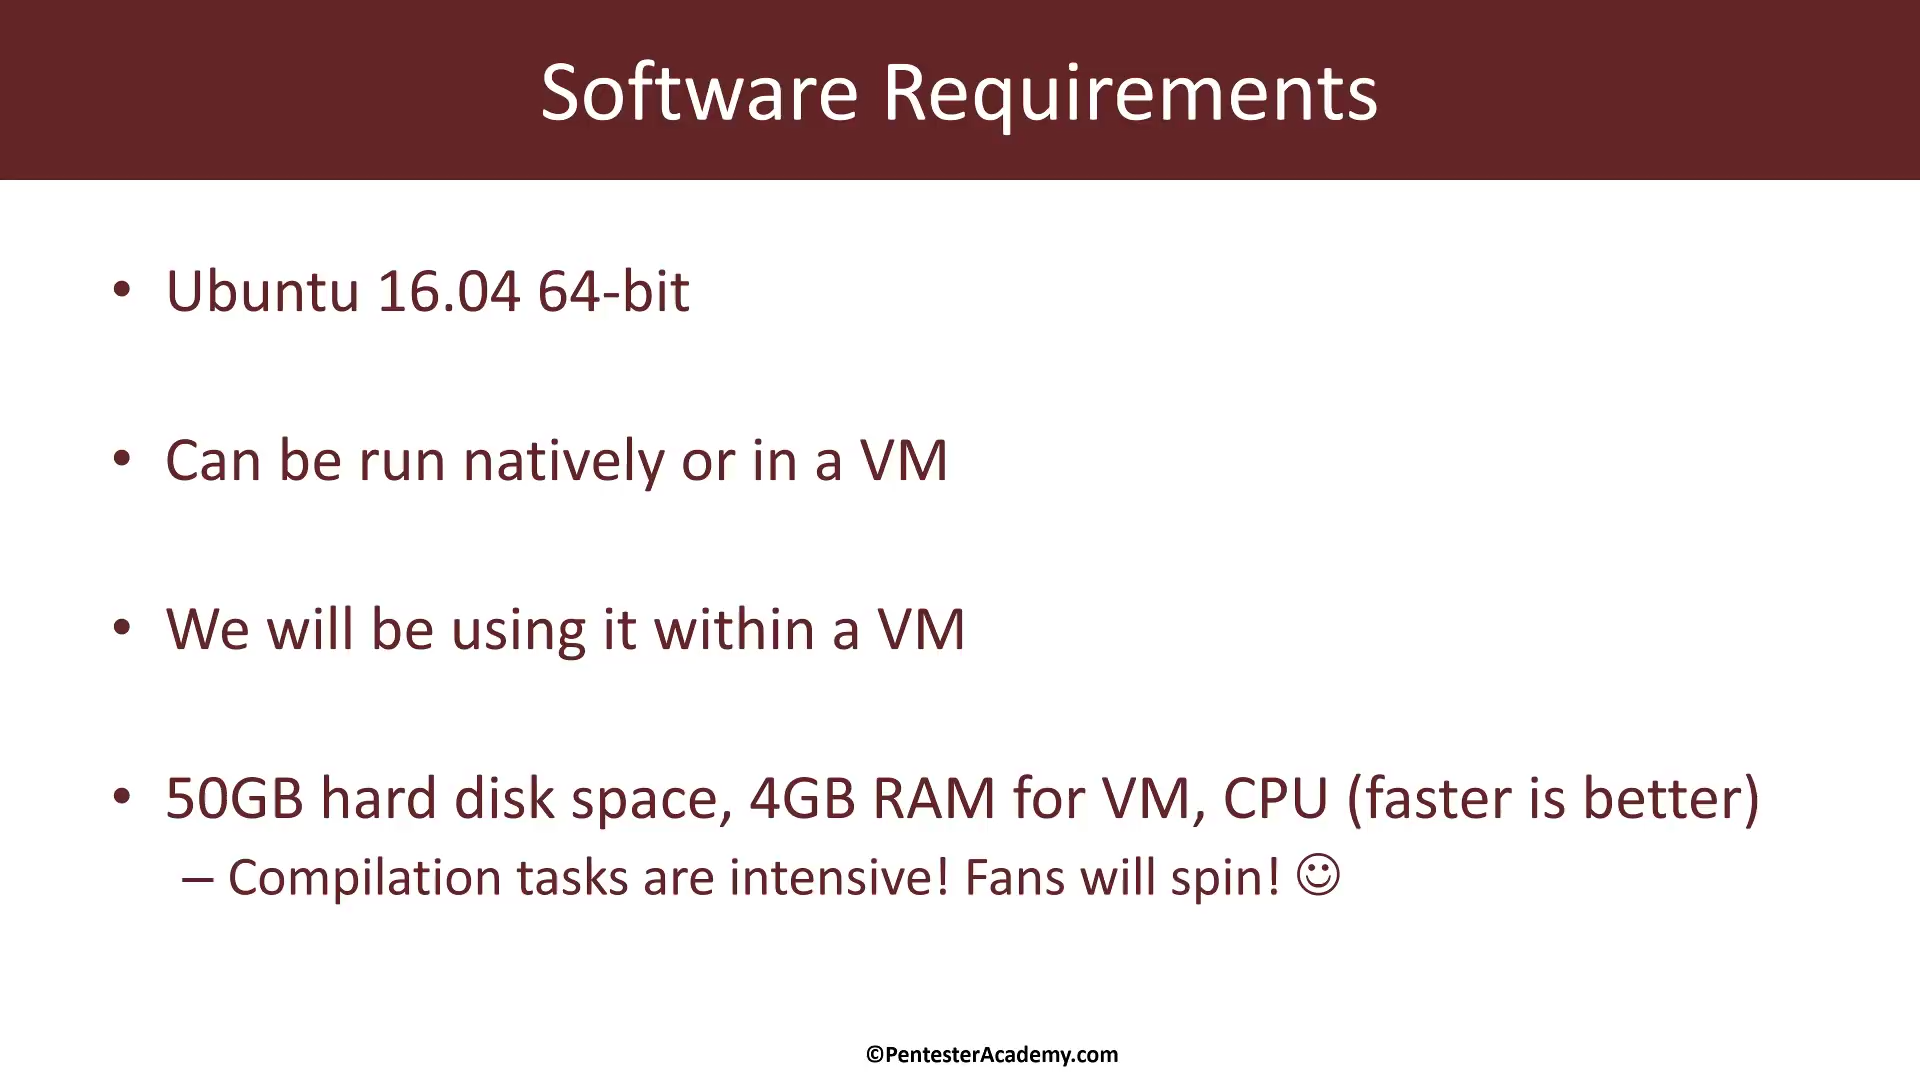 Software Requirements
• Ubuntu 16.04 64-bit
• Can be run natively or in a VM
• We will be using it within a VM
• 50GB hard disk space, 4GB RAM for VM, CPU (faster is better)
– Compilation tasks are intensive! Fans will spin! ☺
©PentesterAcademy.com